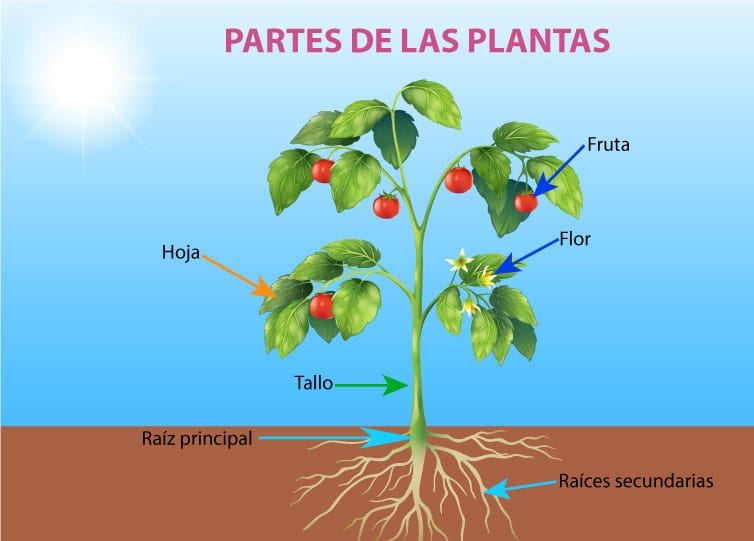 PARTES DE LAS PLANTAS
Fruta
Flor
Hoja
Tallo
Raíz principal
Raíces secundarias